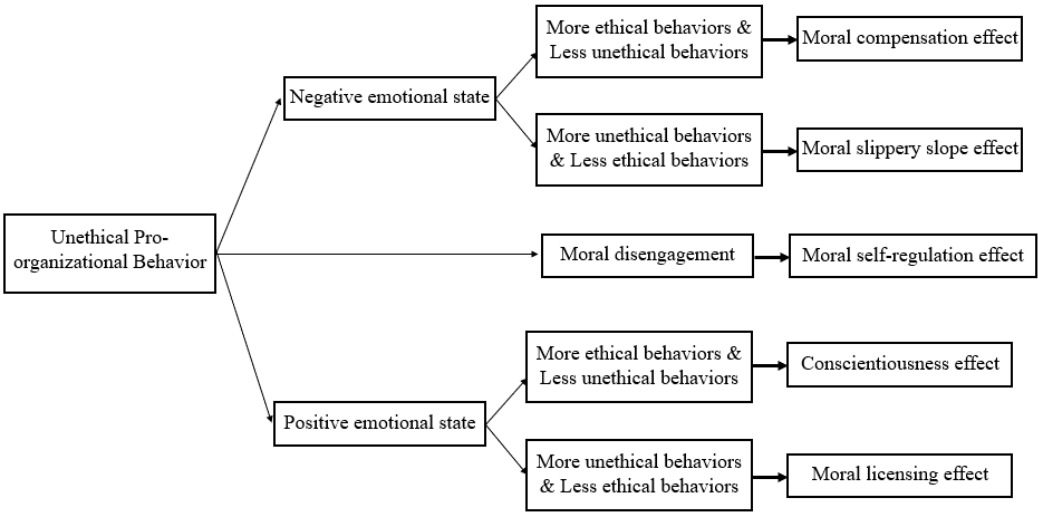 More ethical behaviors &
Less unethical behaviors
Moral compensation effect
Negative emotional state
More unethical behaviors
& Less ethical behaviors
Moral slippery slope effect
Unethical Pro-
organizational Behavior
Moral disengagement
Moral self-regulation effect
More ethical behaviors &
Less unethical behaviors
Conscientiousness effect
Positive emotional state
More unethical behaviors
& Less ethical behaviors
Moral licensing effect